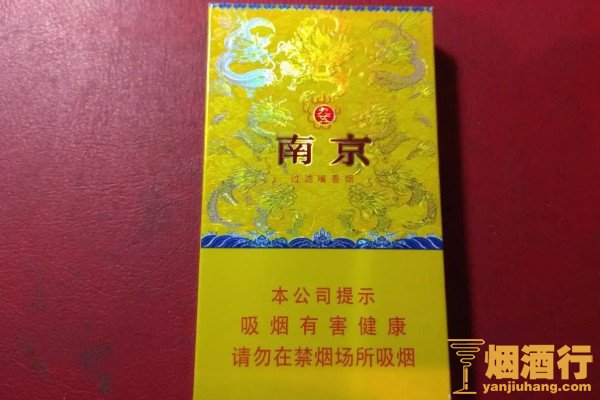 南京
过滤嘴香烟
本公司提示
吸烟有害健康
请勿在禁烟场所吸烟
烟酒行
yanjiuhang.com